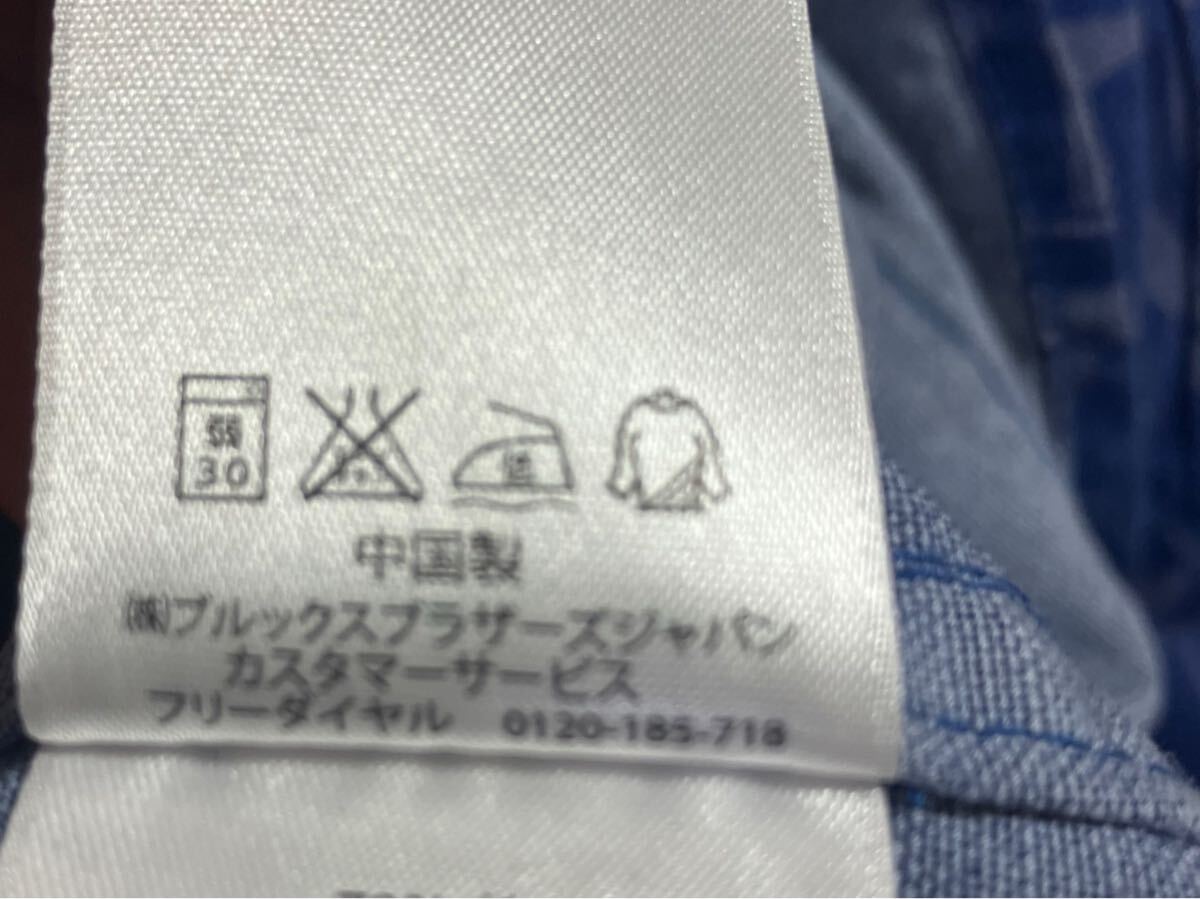 弱
30
中国製
㈱ブルックスブラザーズジャパン
カスタマーサービス
フリーダイヤル 0120-185-718